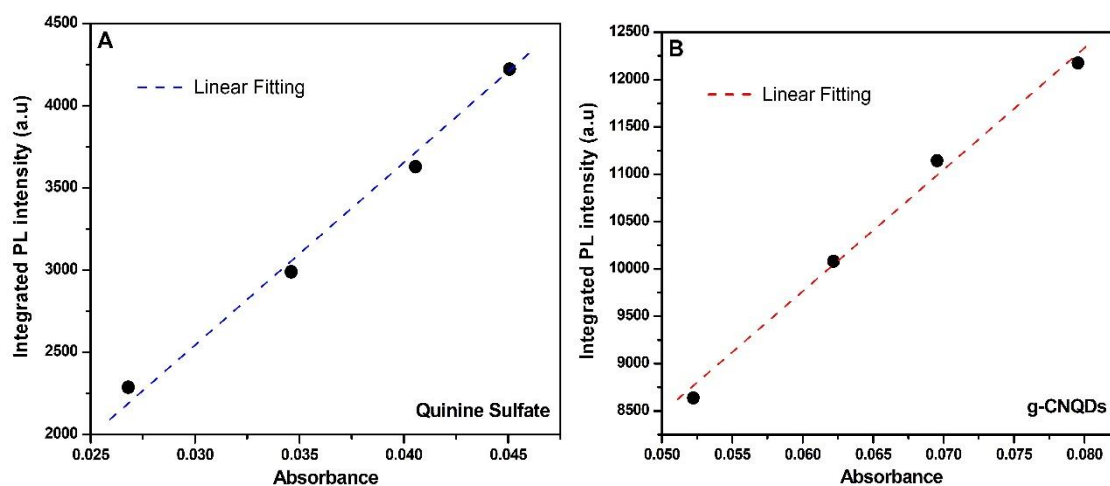 A
Linear Fitting
Integrated PL intensity (a.u)
4500
4000
3500
3000
2500
2000
0.025
0.030
0.035
0.040
0.045
Absorbance
Quinine Sulfate
B
Linear Fitting
Integrated PL intensity (a.u)
12500
12000
11500
11000
10500
10000
9500
9000
8500
0.050
0.055
0.060
0.065
0.070
0.075
0.080
Absorbance
g-CNQDs